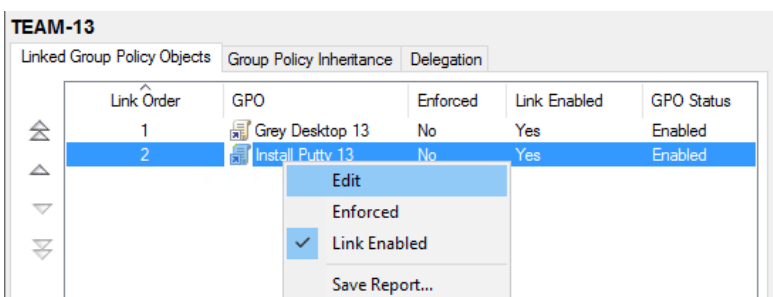 TEAM-13
Linked Group Policy Objects Group Policy Inheritance Delegation
Link Order GPO Enforced Link Enabled GPO Status
1 Grey Desktop 13 No Yes Enabled
2 Install Putty 13 No Yes Enabled
Edit
Enforced
Link Enabled
Save Report...